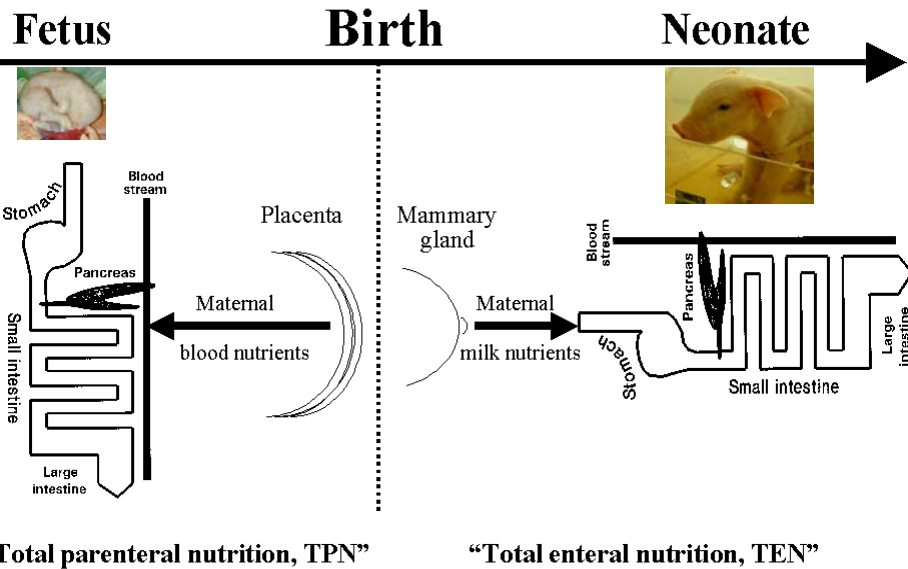 Fetus
Birth
Neonate
Stomach
Blood
stream
Pancreas
Small intestine
Large
intestine
Placenta
Maternal
blood nutrients
Mammary
gland
Maternal
milk nutrients
Blood
stream
Pancreas
Stomach
Small intestine
Large
intestine
Total parenteral nutrition, TPN”
“Total enteral nutrition, TEN”